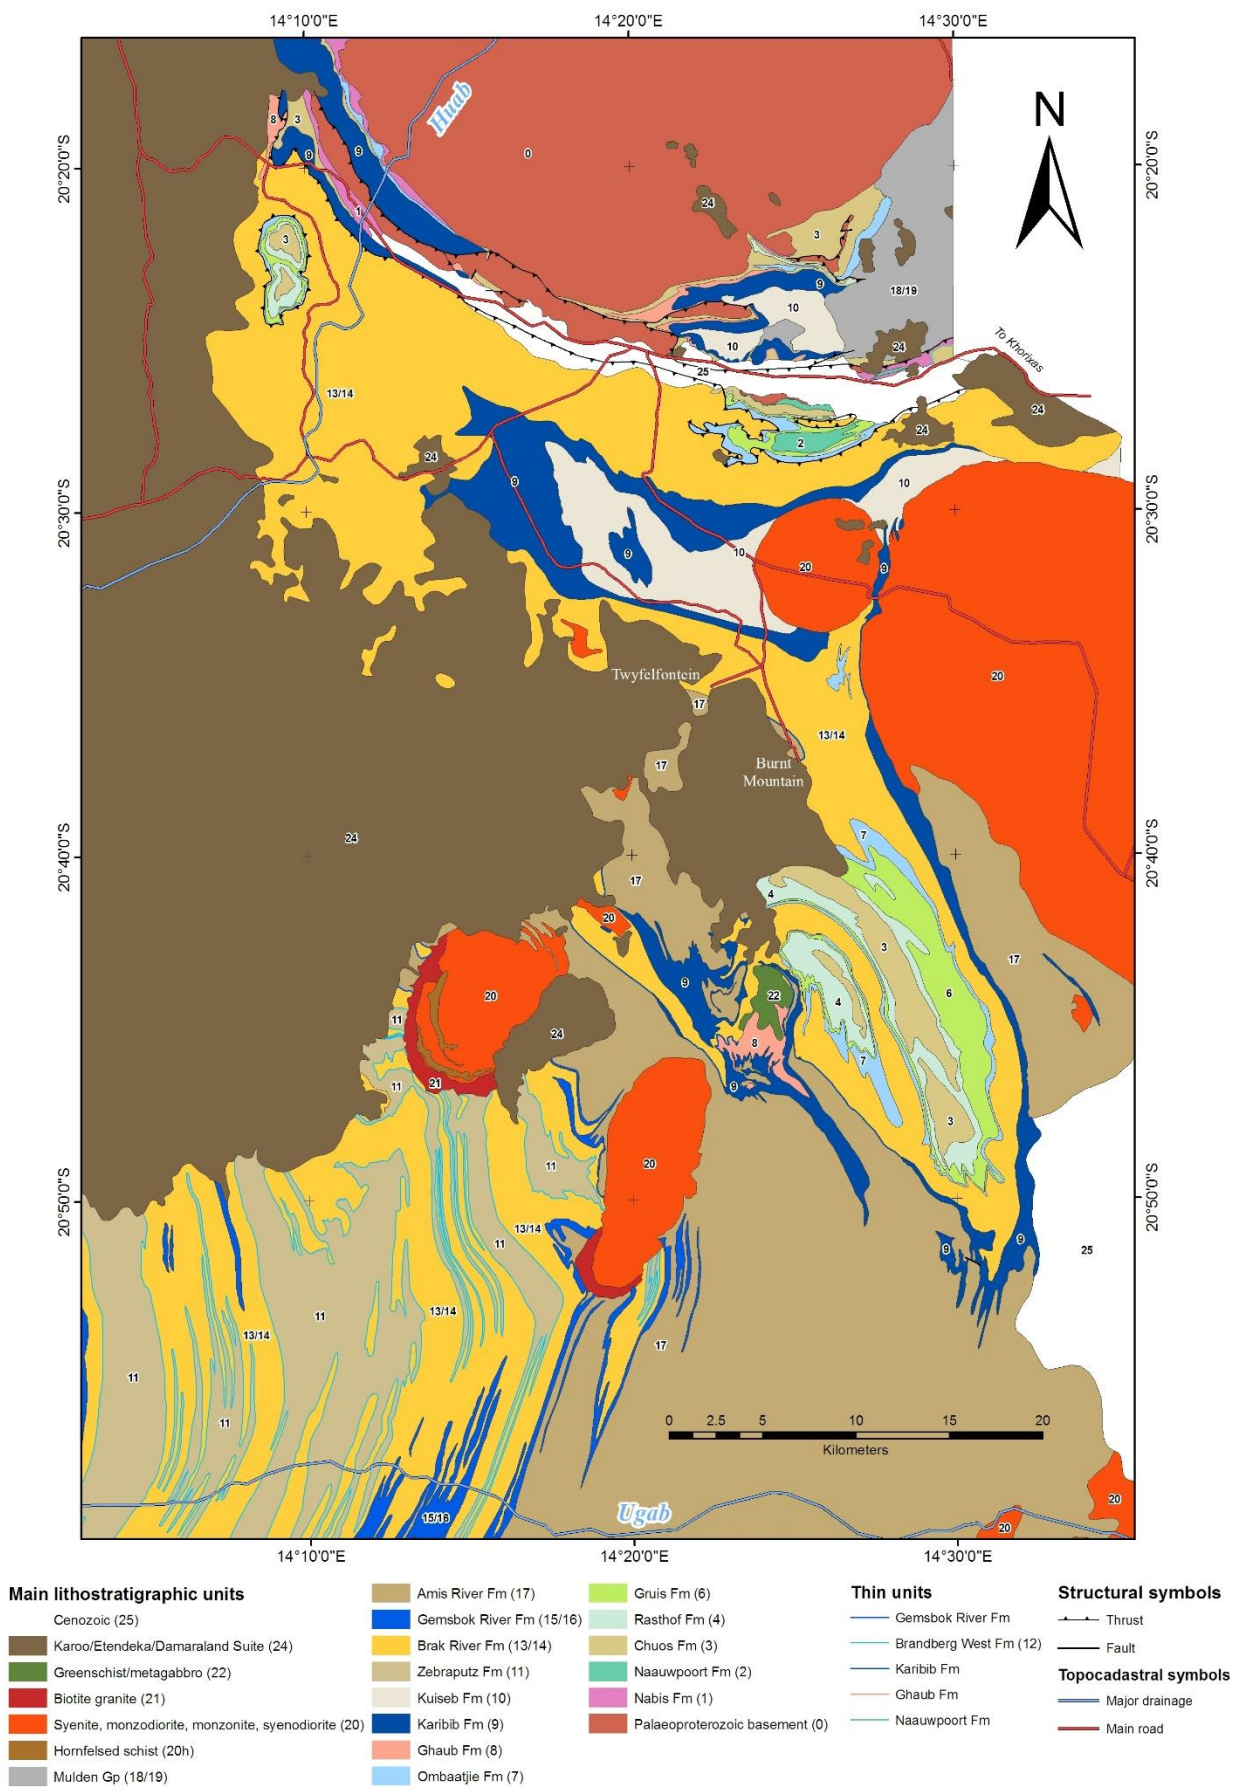 14°10'0"E 14°20'0"E 14°30'0"E
N
Huab
8 3
9 9
0
20°20'0"S 20°20'0"S
1
24
3 3
9
18/19
10
10 24
To Khorixas
25
13/14
24
24
2
24
9 10
20°30'0"S 20°30'0"S
9 10 20 9
Twyfelfontein
20
17
13/14
17
Burnt
Mountain
24
7
20°40'0"S 20°40'0"S
17
4
20
3
17
9
20 22 4 6
11
24
8
7
11 21
9
3
11 20
20°50'0"S 20°50'0"S
13/14
11
9 9
25
11
13/14
13/14
17
11
11
0 2.5 5 10 15 20
Kilometers
20
15/16
Ugab
20
14°10'0"E 14°20'0"E 14°30'0"E
Main lithostratigraphic units
Cenozoic (25)
Karoo/Etendeka/Damaraland Suite (24)
Greenschist/metagabbro (22)
Biotite granite (21)
Syenite, monzodiorite, monzonite, syenodiorite (20)
Hornfelsed schist (20h)
Mulden Gp (18/19)
Amis River Fm (17)
Gemsbok River Fm (15/16)
Brak River Fm (13/14)
Zebraputz Fm (11)
Kuiseb Fm (10)
Karibib Fm (9)
Ghaub Fm (8)
Ombaatjie Fm (7)
Gruis Fm (6)
Rasthof Fm (4)
Chuos Fm (3)
Naauwpoort Fm (2)
Nabis Fm (1)
Palaeoproterozoic basement (0)
Thin units
Gemsbok River Fm
Brandberg West Fm (12)
Karibib Fm
Ghaub Fm
Naauwpoort Fm
Structural symbols
Thrust
Fault
Topocadastral symbols
Major drainage
Main road